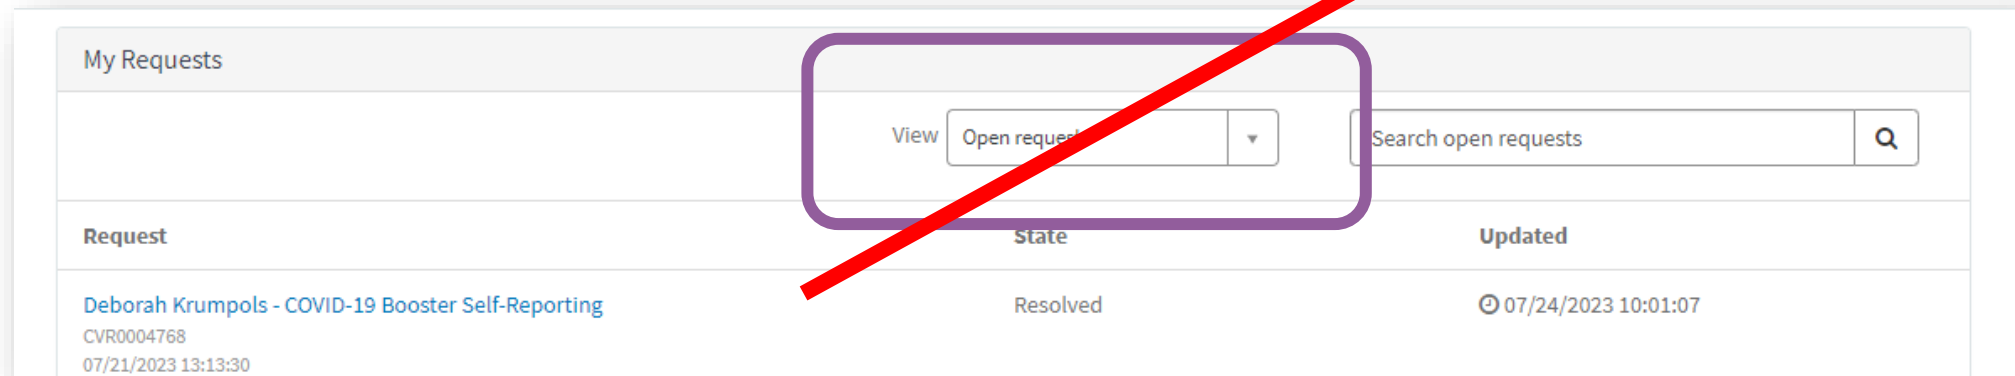 My Requests
View Open request
Search open requests
Request State Updated
Deborah Krumpols - COVID-19 Booster Self-Reporting Resolved 07/24/2023 10:01:07
CVR0004768
07/21/2023 13:13:30